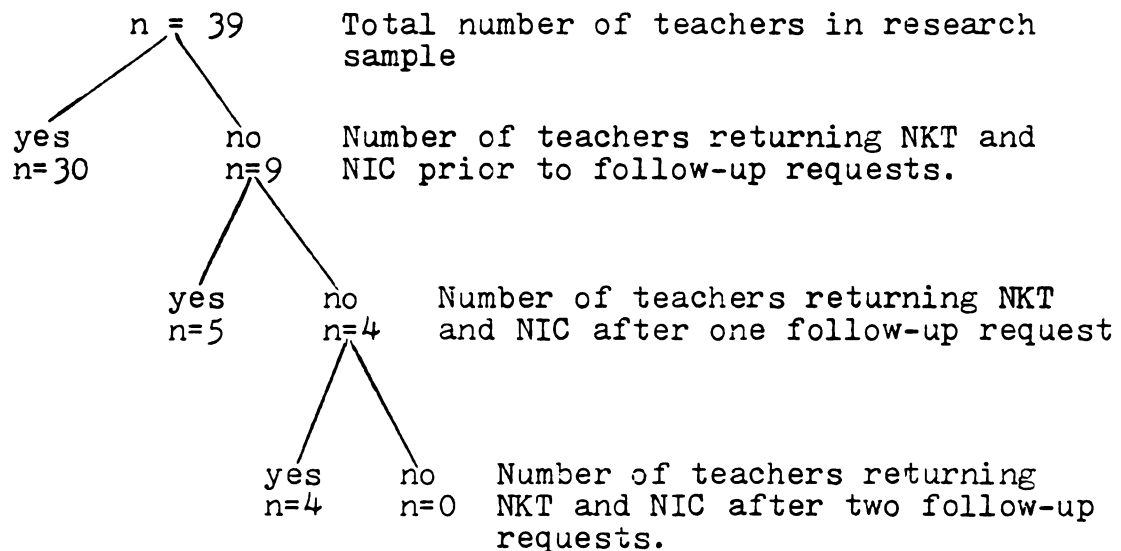 n = 39 Total number of teachers in research
sample
yes no Number of teachers returning NKT and
n=30 n=9 NIC prior to follow-up requests.
yes no Number of teachers returning NKT
n=5 n=4 and NIC after one follow-up request
yes no Number of teachers returning
n=4 n=0 NKT and NIC after two follow-up
requests.